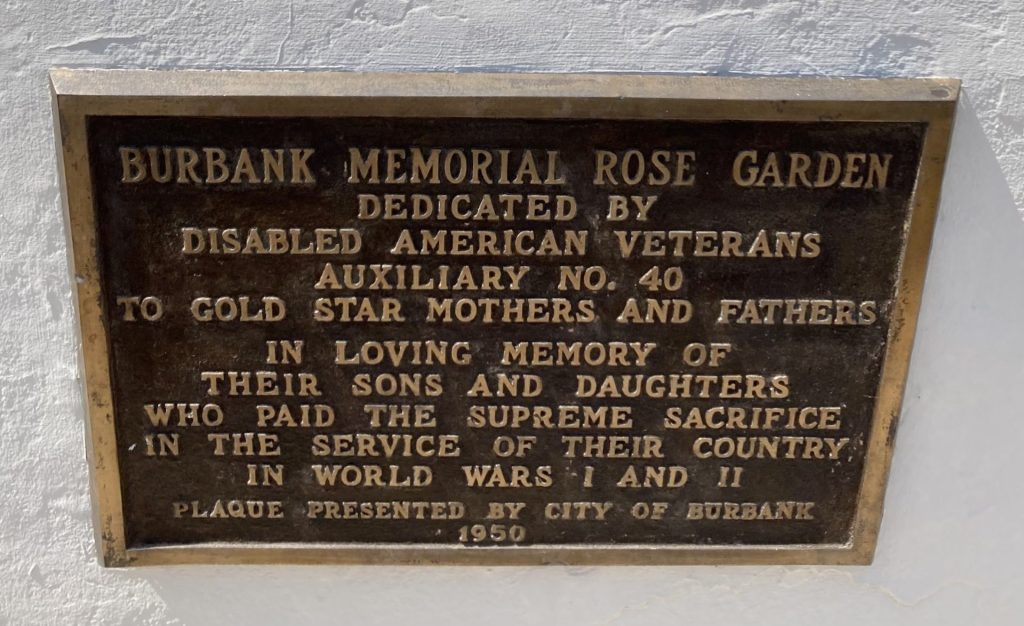 BURBANK MEMORIAL ROSE GARDEN
DEDICATED BY
DISABLED AMERICAN VETERANS
AUXILIARY NO. 40
TO GOLD STAR MOTHERS AND FATHERS
IN LOVING MEMORY OF
THEIR SONS AND DAUGHTERS
WHO PAID THE SUPREME SACRIFICE
IN THE SERVICE OF THEIR COUNTRY
IN WORLD WARS I AND II
PLAQUE PRESENTED BY CITY OF BURBANK
1950